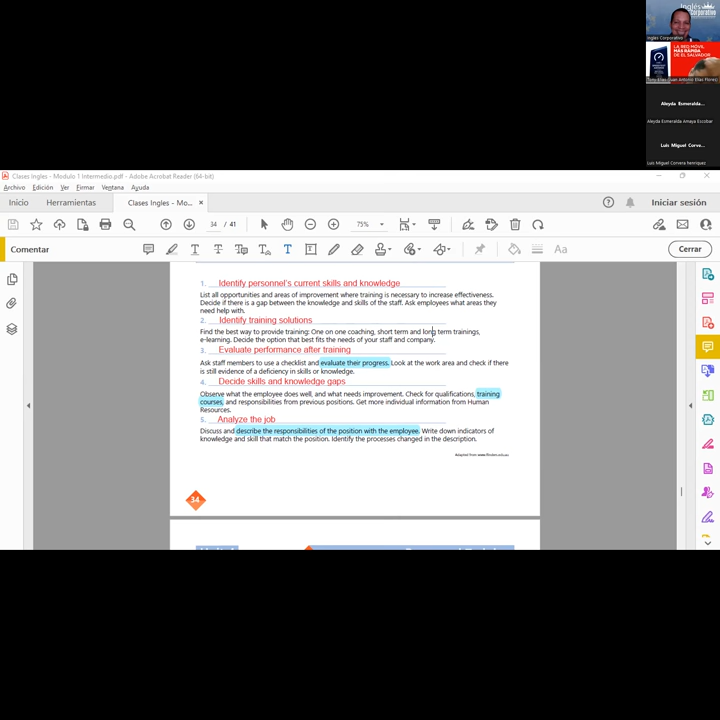 Inglés
Corporativo
Inglés Corporativo
LA RED MÓVIL
MÁS RÁPIDA
DE EL SALVADOR
Aleyda Esmeralda...
Aleyda Esmeralda Amaya Escobar
Luis Miguel Corve...
Luis Miguel Corvera henriquez
Clases Ingles - Modulo 1 Intermedio.pdf - Adobe Acrobat Reader (64-bit)
Archivo Edición Ver Firmar Ventana Ayuda
Inicio Herramientas Clases Ingles - Mo... × Iniciar sesión
34 / 41 75%
Comentar Cerrar
1. Identify personnel's current skills and knowledge
List all opportunities and areas of improvement where training is necessary to increase effectiveness.
Decide if there is a gap between the knowledge and skills of the staff. Ask employees what areas they
need help with.
2. Identify training solutions
Find the best way to provide training: One on one coaching, short term and long term trainings,
e-learning. Decide the option that best fits the needs of your staff and company.
3. Evaluate performance after training
Ask staff members to use a checklist and evaluate their progress. Look at the work area and check if there
is still evidence of a deficiency in skills or knowledge.
4. Decide skills and knowledge gaps
Observe what the employee does well, and what needs improvement. Check for qualifications, training
courses, and responsibilities from previous positions. Get more individual information from Human
Resources.
5. Analyze the job
Discuss and describe the responsibilities of the position with the employee. Write down indicators of
knowledge and skill that match the position. Identify the processes changed in the description.
Adapted from www.flinders.edu.au
34